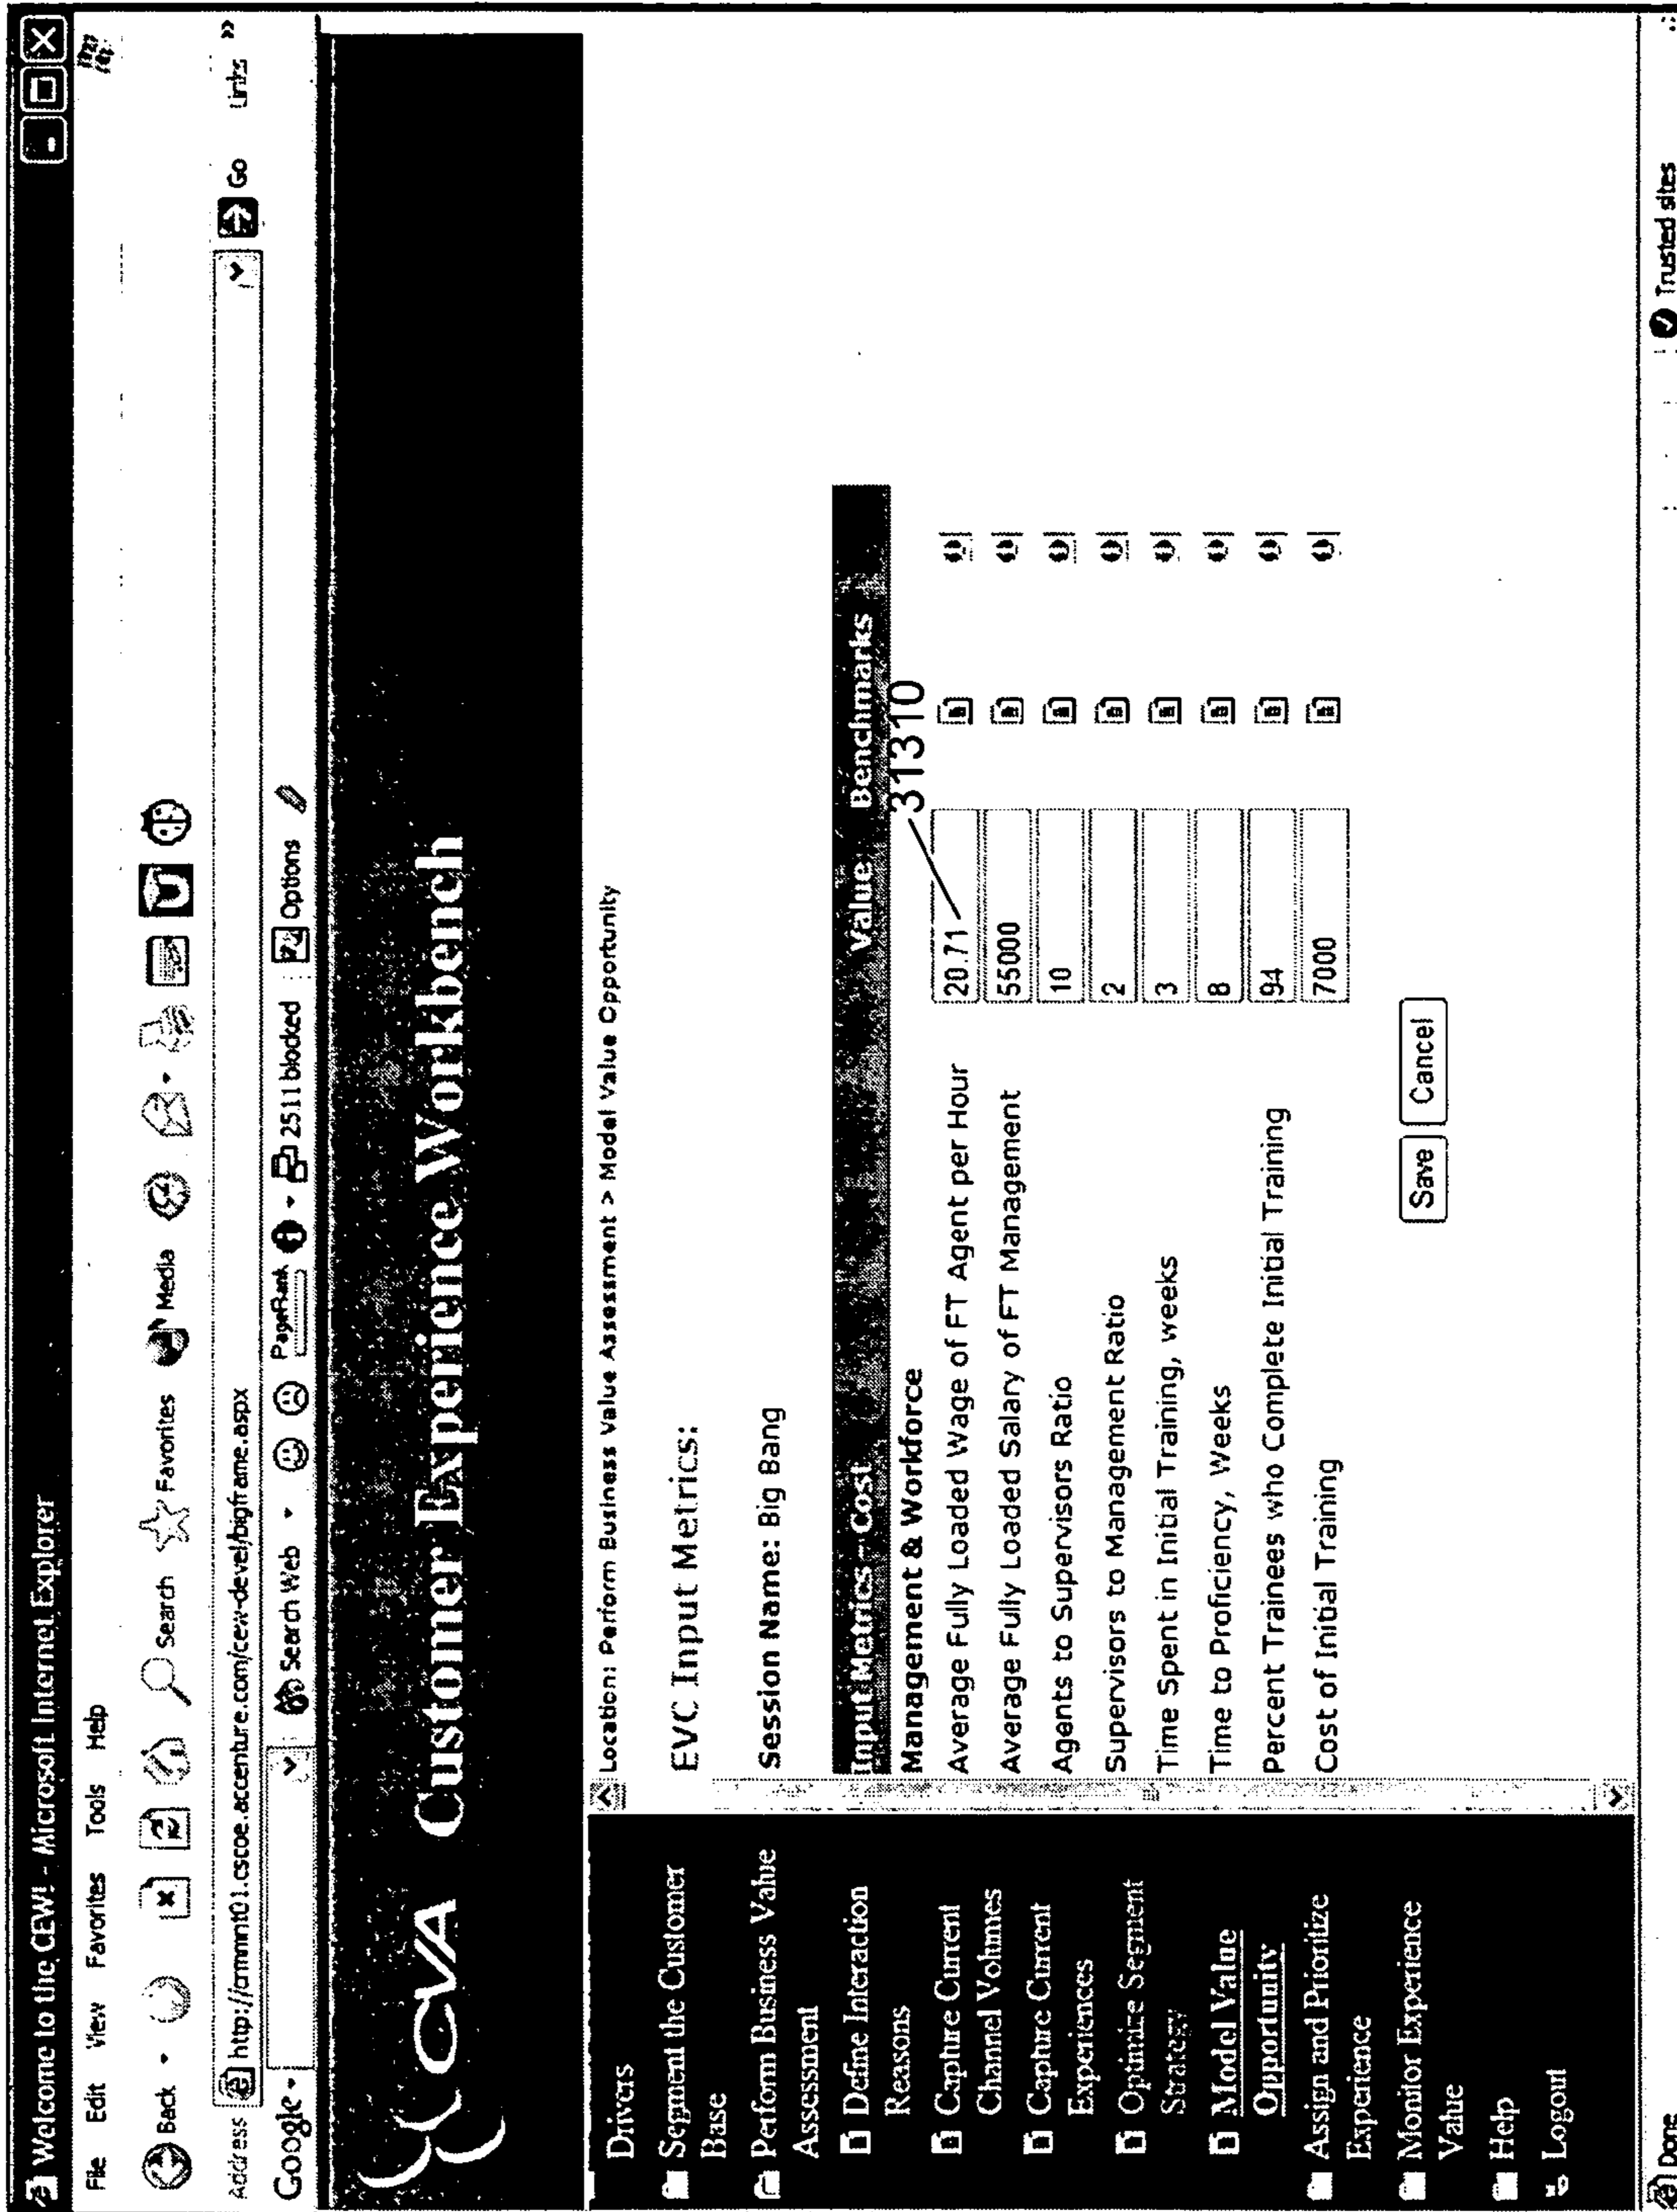 Welcome to the CEW! - Microsoft Internet Explorer
File Edit View Favorites Tools Help
Back Search Favorites Media
Address http://crmmnt01.cscoe.accenture.com/cew-devel/bigframe.aspx Go Links »
Google Search Web PageRank 2511 blocked Options
CVA Customer Experience Workbench
Drivers
Segment the Customer
Base
Perform Business Value
Assessment
Define Interaction
Reasons
Capture Current
Channel Volumes
Capture Current
Experiences
Optimize Segment
Strategy
Model Value
Opportunity
Assign and Prioritize
Experience
Monitor Experience
Value
Help
Logout
Location: Perform Business Value Assessment > Model Value Opportunity
EVC Input Metrics:
Session Name: Big Bang
Input Metrics - Cost Value Benchmarks
Management & Workforce 31310
Average Fully Loaded Wage of FT Agent per Hour 20.71
Average Fully Loaded Salary of FT Management 55000
Agents to Supervisors Ratio 10
Supervisors to Management Ratio 2
Time Spent in Initial Training, weeks 3
Time to Proficiency, Weeks 8
Percent Trainees who Complete Initial Training 94
Cost of Initial Training 7000
Save Cancel
Done Trusted sites